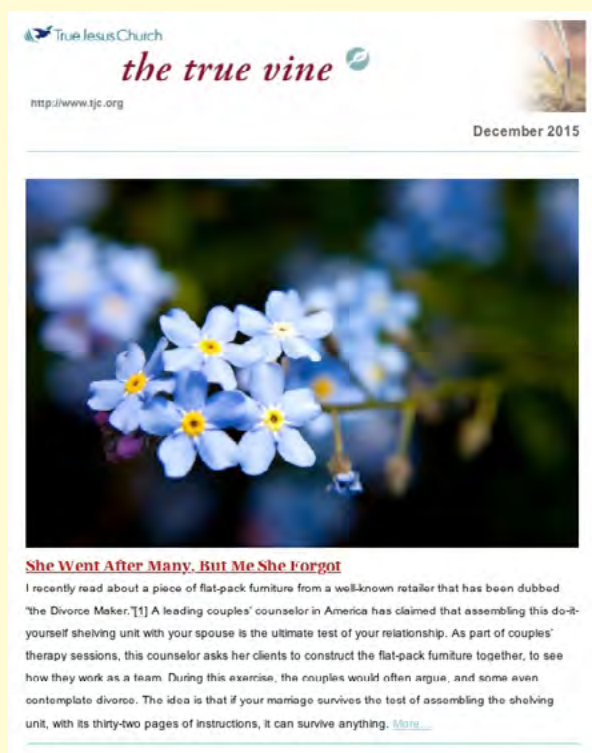 True Jesus Church
the true vine
http://www.tjc.org
December 2015
She Went After Many, But Me She Forgot
I recently read about a piece of flat-pack furniture from a well-known retailer that has been dubbed
"the Divorce Maker."[1] A leading couples' counselor in America has claimed that assembling this do-it-
yourself shelving unit with your spouse is the ultimate test of your relationship. As part of couples'
therapy sessions, this counselor asks her clients to construct the flat-pack furniture together, to see
how they work as a team. During this exercise, the couples would often argue, and some even
contemplate divorce. The idea is that if your marriage survives the test of assembling the shelving
unit, with its thirty-two pages of instructions, it can survive anything. More...